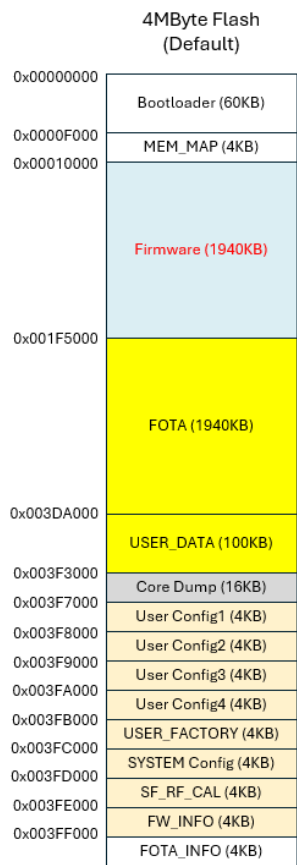 4MByte Flash
(Default)
0x00000000
Bootloader (60KB)
0x0000F000
MEM_MAP (4KB)
0x00010000
Firmware (1940KB)
0x001F5000
FOTA (1940KB)
0x003DA000
USER_DATA (100KB)
0x003F3000
Core Dump (16KB)
0x003F7000
User Config1 (4KB)
0x003F8000
User Config2 (4KB)
0x003F9000
User Config3 (4KB)
0x003FA000
User Config4 (4KB)
0x003FB000
USER_FACTORY (4KB)
0x003FC000
SYSTEM Config (4KB)
0x003FD000
SF_RF_CAL (4KB)
0x003FE000
FW_INFO (4KB)
0x003FF000
FOTA_INFO (4KB)